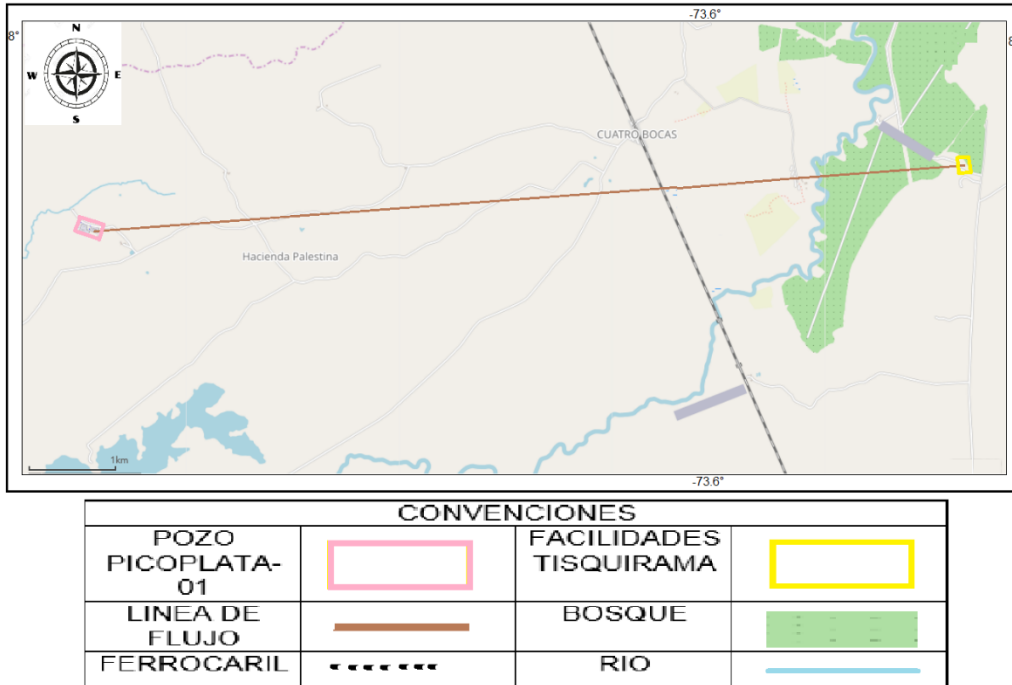 -73.6°
8°
8
N
W
E
S
CUATRO BOCAS
Hacienda Palestina
1km
-73.6°
CONVENCIONES
POZO
PICOPLATA-
01
FACILIDADES
TISQUIRAMA
LINEA DE
FLUJO
BOSQUE
FERROCARIL
RIO